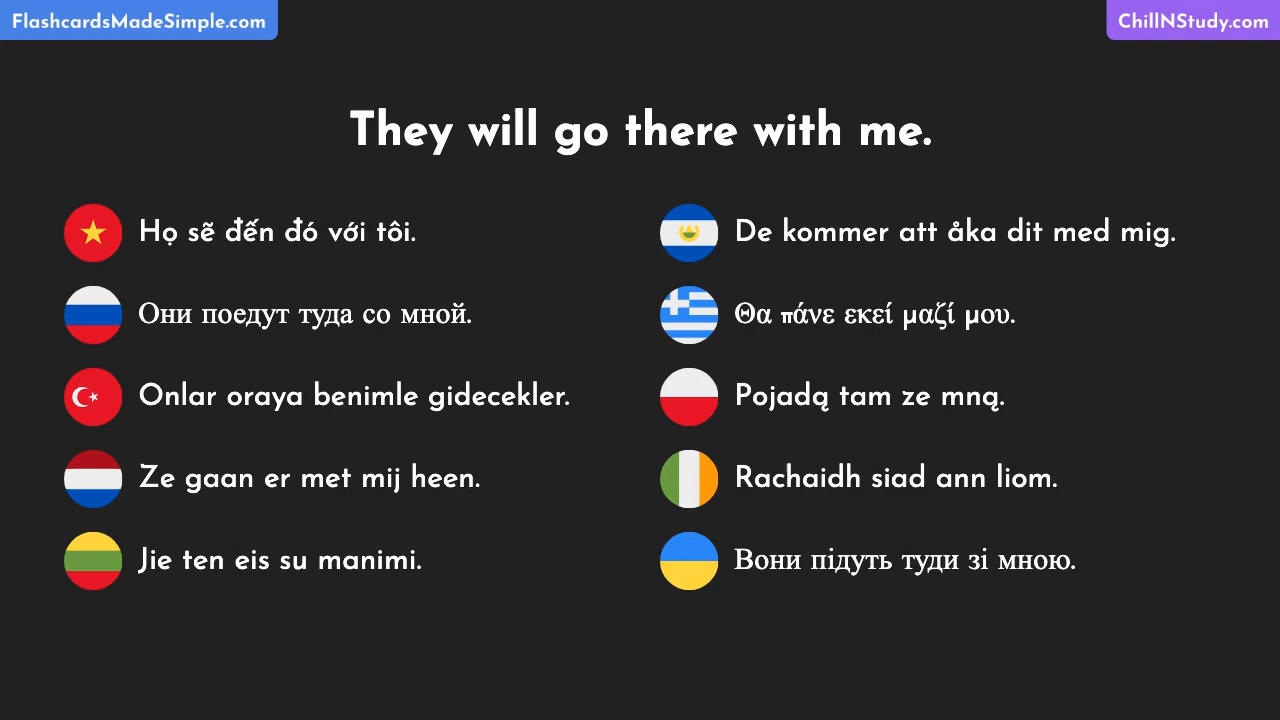 FlashcardsMadeSimple.com
ChillNStudy.com
They will go there with me.
Họ sẽ đến đó với tôi.
Они поедут туда со мной.
Onlar oraya benimle gidecekler.
Ze gaan er met mij heen.
Jie ten eis su manimi.
De kommer att åka dit med mig.
Θα πάνε εκεί μαζί μου.
Pojadą tam ze mną.
Rachaidh siad ann liom.
Вони підуть туди зі мною.